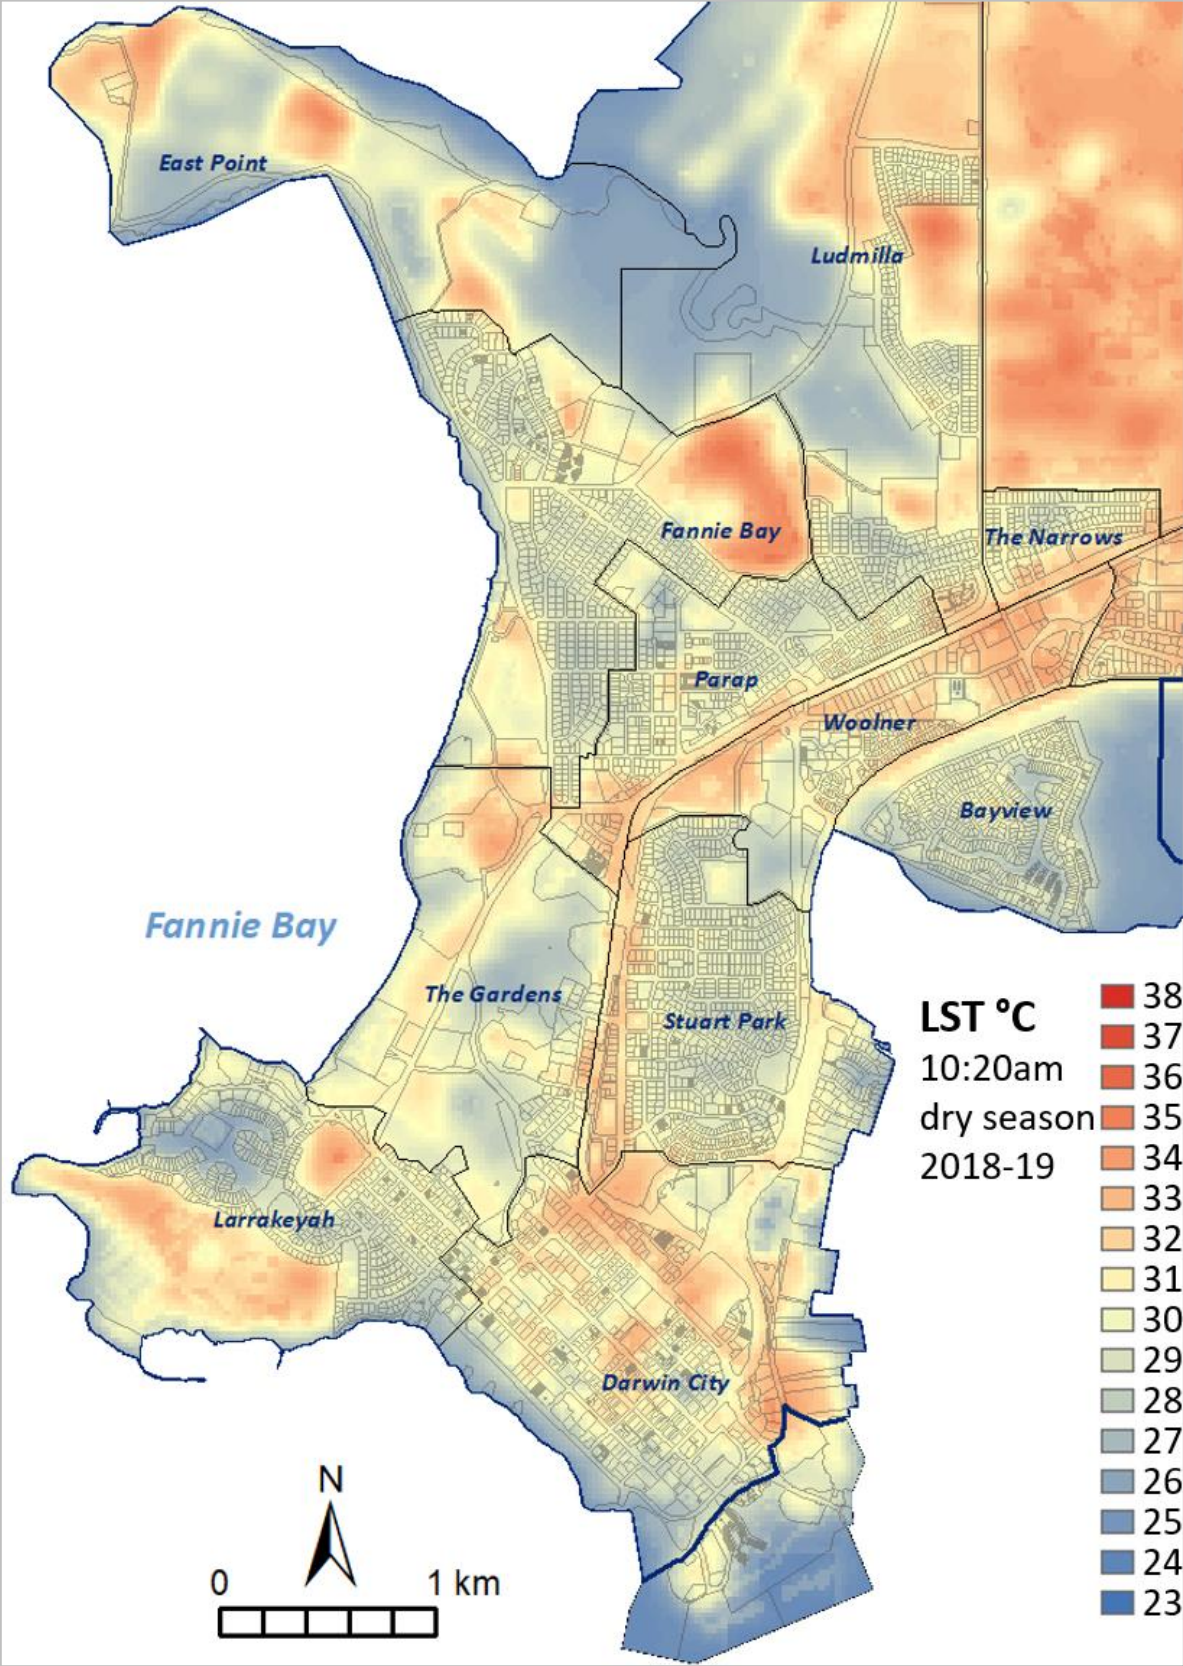 East Point
Ludmilla
Fannie Bay
The Narrows
Parap
Woolner
Bayview
Fannie Bay
The Gardens
Stuart Park
Larrakeyah
Darwin City
LST °C
10:20am
dry season
2018-19
38
37
36
35
34
33
32
31
30
29
28
27
26
25
24
23
N
0 1 km